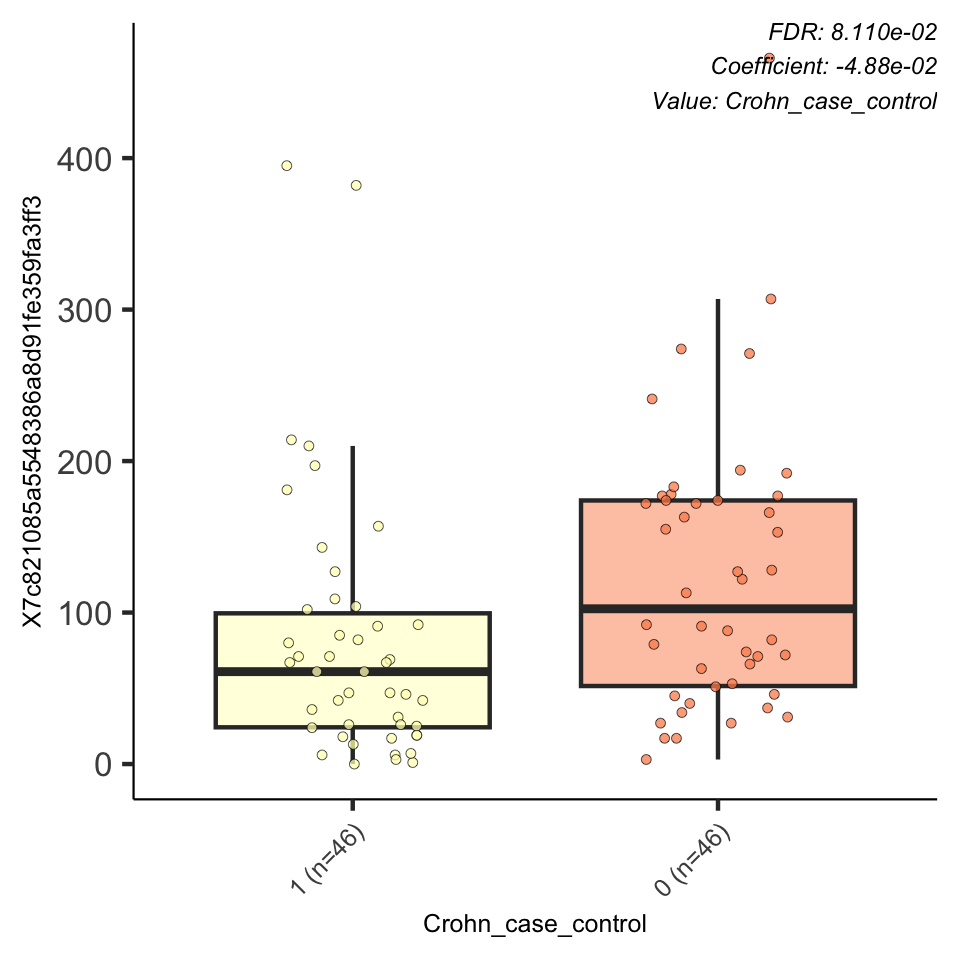 FDR: 8.110e-02
Coefficient: -4.88e-02
Value: Crohn_case_control
X7c821085a5548386a8d91fe359fa3ff3
400
300
200
100
0
1 (n=46)
0 (n=46)
Crohn_case_control